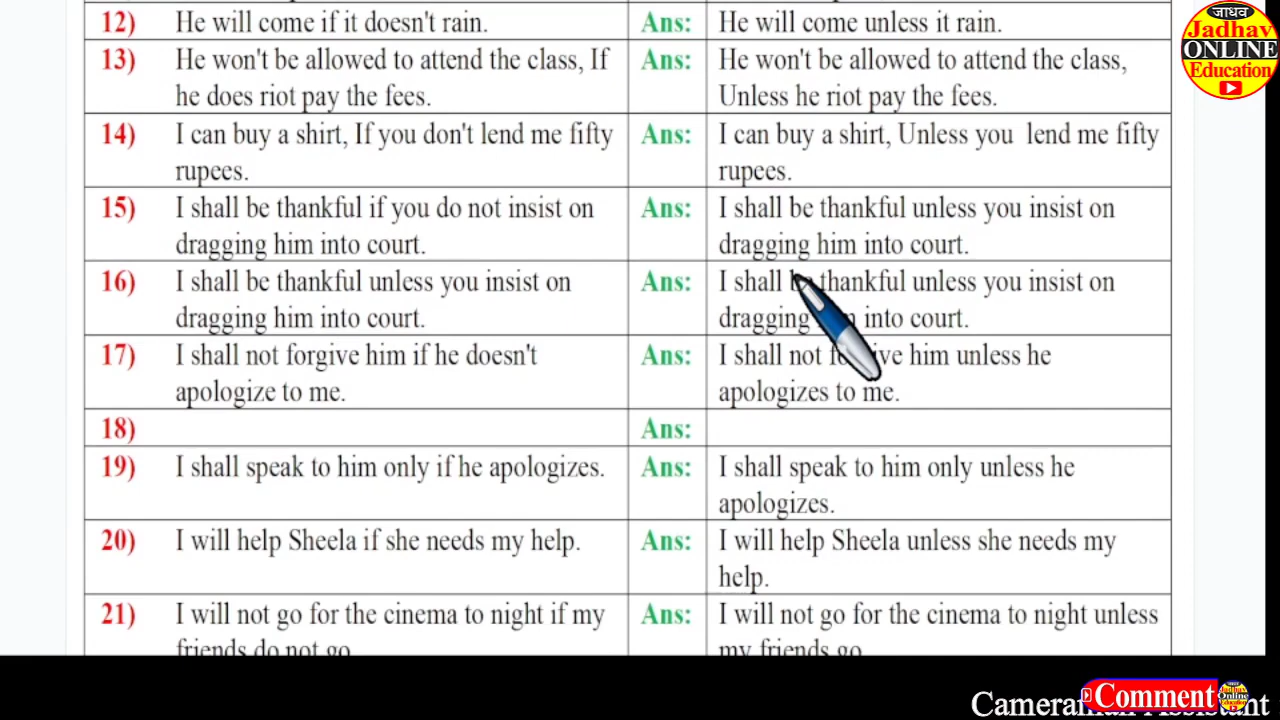 12) He will come if it doesn't rain. Ans: He will come unless it rain.
13) He won't be allowed to attend the class, If Ans: He won't be allowed to attend the class,
he does riot pay the fees. Unless he riot pay the fees.
14) I can buy a shirt, If you don't lend me fifty Ans: I can buy a shirt, Unless you lend me fifty
rupees. rupees.
15) I shall be thankful if you do not insist on Ans: I shall be thankful unless you insist on
dragging him into court. dragging him into court.
16) I shall be thankful unless you insist on Ans: I shall thankful unless you insist on
dragging him into court. dragging into court.
17) I shall not forgive him if he doesn't Ans: I shall not forgive him unless he
apologize to me. apologizes to me.
18) Ans:
19) I shall speak to him only if he apologizes. Ans: I shall speak to him only unless he
apologizes.
20) I will help Sheela if she needs my help. Ans: I will help Sheela unless she needs my
help.
21) I will not go for the cinema to night if my Ans: I will not go for the cinema to night unless
friends do not go my friends go
जाधव
Jadhav
ONLINE
Education
Comment